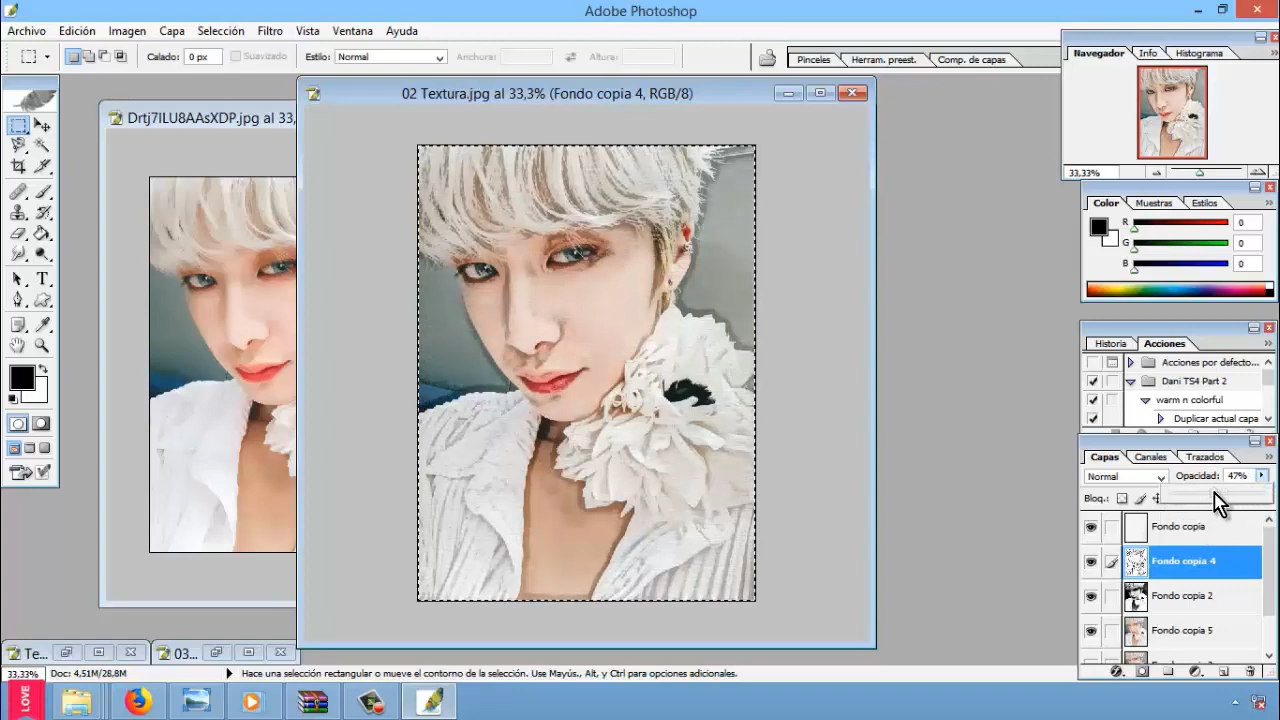 Adobe Photoshop
Archivo Edición Imagen Capa Selección Filtro Vista Ventana Ayuda
Calado: 0 px Suavizado Estilo: Normal Anchura: Altura: Pinceles Herram. preest. Comp. de capas
Navegador Info Histograma
33,33%
Drtj7ILU8AAsXDP.jpg al 33,
02 Textura.jpg al 33,3% (Fondo copia 4, RGB/8)
Color Muestras Estilos
R 0
G 0
B 0
Historia Acciones
Acciones por defecto...
Dani TS4 Part 2
warm n colorful
Duplicar actual capa
Capas Canales Trazados
Normal Opacidad: 47%
Bloq.:
Fondo copia
Fondo copia 4
Fondo copia 2
Fondo copia 5
Te... 03...
33,33% Doc: 4,51M/28,8M Hace una selección rectangular o mueve el contorno de la selección. Use Mayús., Alt, y Ctrl para opciones adicionales.
LOVE